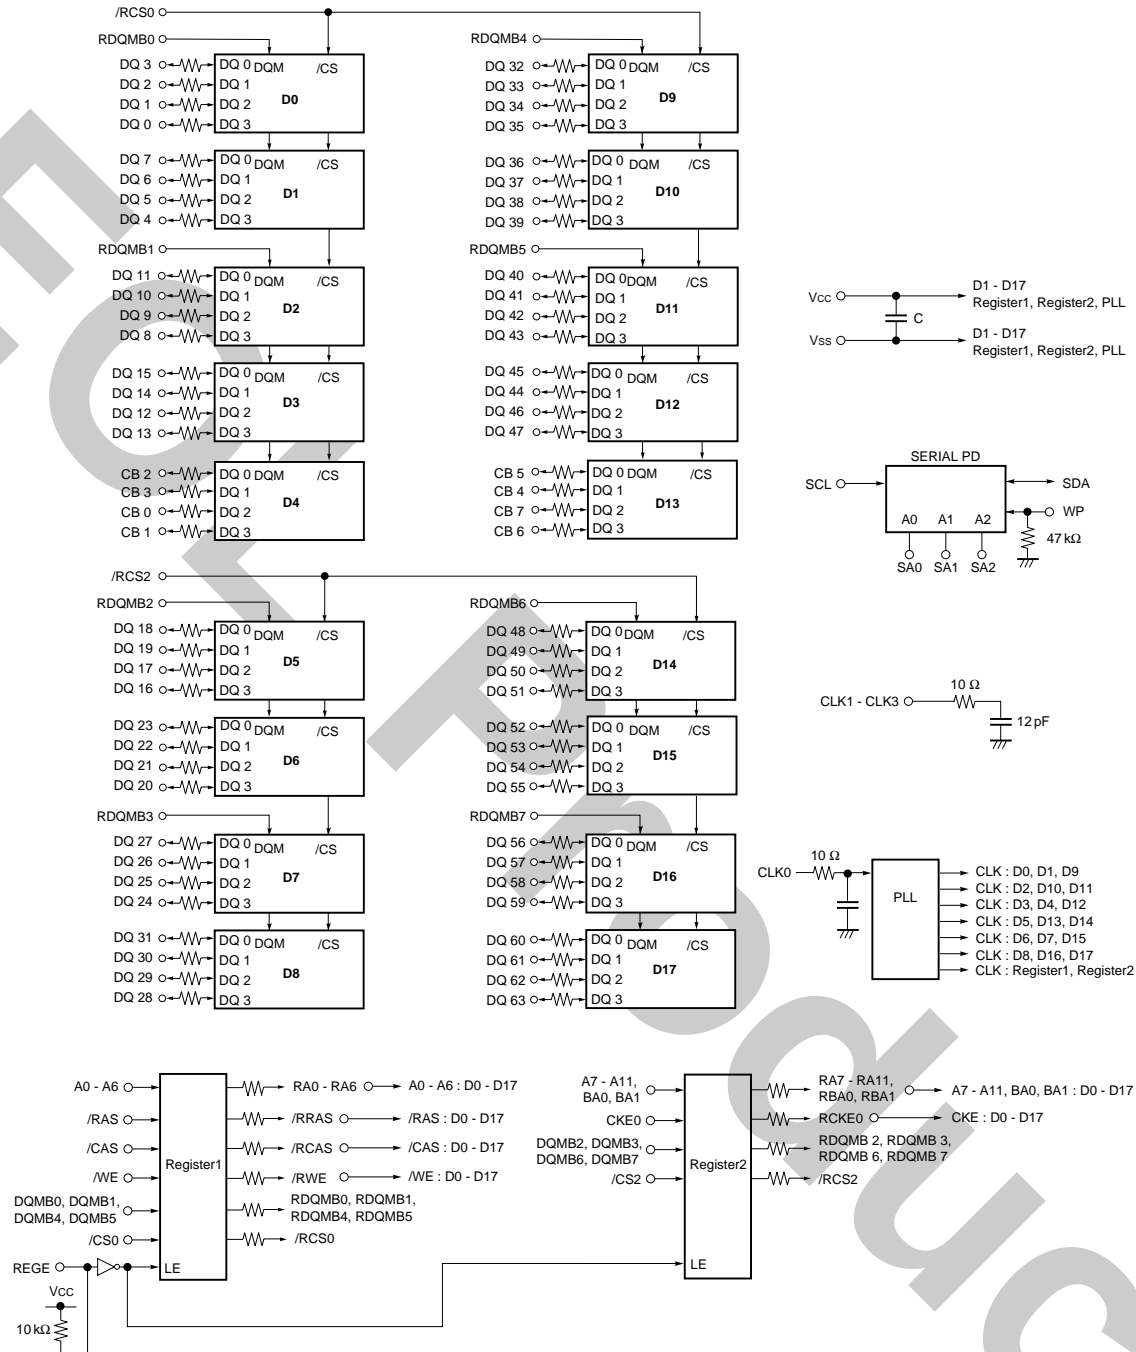 /RCS0
RDQMB0
DQ 3 DQ 0 DQM /CS
DQ 2 DQ 1
D0
DQ 1 DQ 2
DQ 0 DQ 3
DQ 7 DQ 0 DQM /CS
DQ 6 DQ 1
D1
DQ 5 DQ 2
DQ 4 DQ 3
RDQMB1
DQ 11 DQ 0 DQM /CS
DQ 10 DQ 1
D2
DQ 9 DQ 2
DQ 8 DQ 3
DQ 15 DQ 0 DQM /CS
DQ 14 DQ 1
D3
DQ 12 DQ 2
DQ 13 DQ 3
CB 2 DQ 0 DQM /CS
CB 3 DQ 1
D4
CB 0 DQ 2
CB 1 DQ 3
RDQMB4
DQ 32 DQ 0 DQM /CS
DQ 33 DQ 1
D9
DQ 34 DQ 2
DQ 35 DQ 3
DQ 36 DQ 0 DQM /CS
DQ 37 DQ 1
D10
DQ 38 DQ 2
DQ 39 DQ 3
RDQMB5
DQ 40 DQ 0 DQM /CS
DQ 41 DQ 1
D11
DQ 42 DQ 2
DQ 43 DQ 3
DQ 45 DQ 0 DQM /CS
DQ 44 DQ 1
D12
DQ 46 DQ 2
DQ 47 DQ 3
CB 5 DQ 0 DQM /CS
CB 4 DQ 1
D13
CB 7 DQ 2
CB 6 DQ 3
/RCS2
RDQMB2
DQ 18 DQ 0 DQM /CS
DQ 19 DQ 1
D5
DQ 17 DQ 2
DQ 16 DQ 3
DQ 23 DQ 0 DQM /CS
DQ 22 DQ 1
D6
DQ 21 DQ 2
DQ 20 DQ 3
RDQMB3
DQ 27 DQ 0 DQM /CS
DQ 26 DQ 1
D7
DQ 25 DQ 2
DQ 24 DQ 3
DQ 31 DQ 0 DQM /CS
DQ 30 DQ 1
D8
DQ 29 DQ 2
DQ 28 DQ 3
RDQMB6
DQ 48 DQ 0 DQM /CS
DQ 49 DQ 1
D14
DQ 50 DQ 2
DQ 51 DQ 3
DQ 52 DQ 0 DQM /CS
DQ 53 DQ 1
D15
DQ 54 DQ 2
DQ 55 DQ 3
RDQMB7
DQ 56 DQ 0 DQM /CS
DQ 57 DQ 1
D16
DQ 58 DQ 2
DQ 59 DQ 3
DQ 60 DQ 0 DQM /CS
DQ 61 DQ 1
D17
DQ 62 DQ 2
DQ 63 DQ 3
VCC
D1 - D17
Register1, Register2, PLL
C
VSS
D1 - D17
Register1, Register2, PLL
SERIAL PD
SCL SDA
WP
A0 A1 A2
47 kΩ
SA0 SA1 SA2
10 Ω
CLK1 - CLK3
12 pF
10 Ω
CLK0
PLL
CLK : D0, D1, D9
CLK : D2, D10, D11
CLK : D3, D4, D12
CLK : D5, D13, D14
CLK : D6, D7, D15
CLK : D8, D16, D17
CLK : Register1, Register2
A0 - A6 RA0 - RA6 A0 - A6 : D0 - D17
/RAS /RRAS /RAS : D0 - D17
/CAS /RCAS /CAS : D0 - D17
Register1
/WE /RWE /WE : D0 - D17
DQMB0, DQMB1,
DQMB4, DQMB5
RDQMB0, RDQMB1,
RDQMB4, RDQMB5
/CS0 /RCS0
REGE LE
VCC
10 kΩ
A7 - A11,
BA0, BA1
RA7 - RA11,
RBA0, RBA1
A7 - A11, BA0, BA1 : D0 - D17
CKE0 RCKE0 CKE : D0 - D17
DQMB2, DQMB3,
DQMB6, DQMB7
RDQMB 2, RDQMB 3,
RDQMB 6, RDQMB 7
Register2
/CS2 /RCS2
LE
EOL Produc